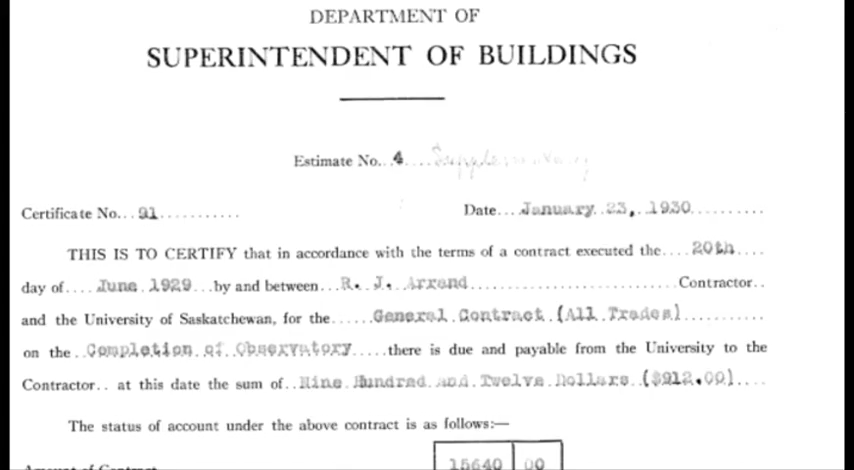 DEPARTMENT OF
SUPERINTENDENT OF BUILDINGS
Estimate No...4.... Supplementary
Certificate No...91...........
Date....January..23,..1930..........
THIS IS TO CERTIFY that in accordance with the terms of a contract executed the....20th....
day of....June.1929...by and between...R..J..Arrand.............................. Contractor..
and the University of Saskatchewan, for the......General.Contract.(All.Trades)...........
on the..Completion.of.Observatory.....there is due and payable from the University to the
Contractor.. at this date the sum of..Nine.Hundred.and.Twelve.Dollars.($912.00)....
The status of account under the above contract is as follows:—
Amount of Contract 15640 00